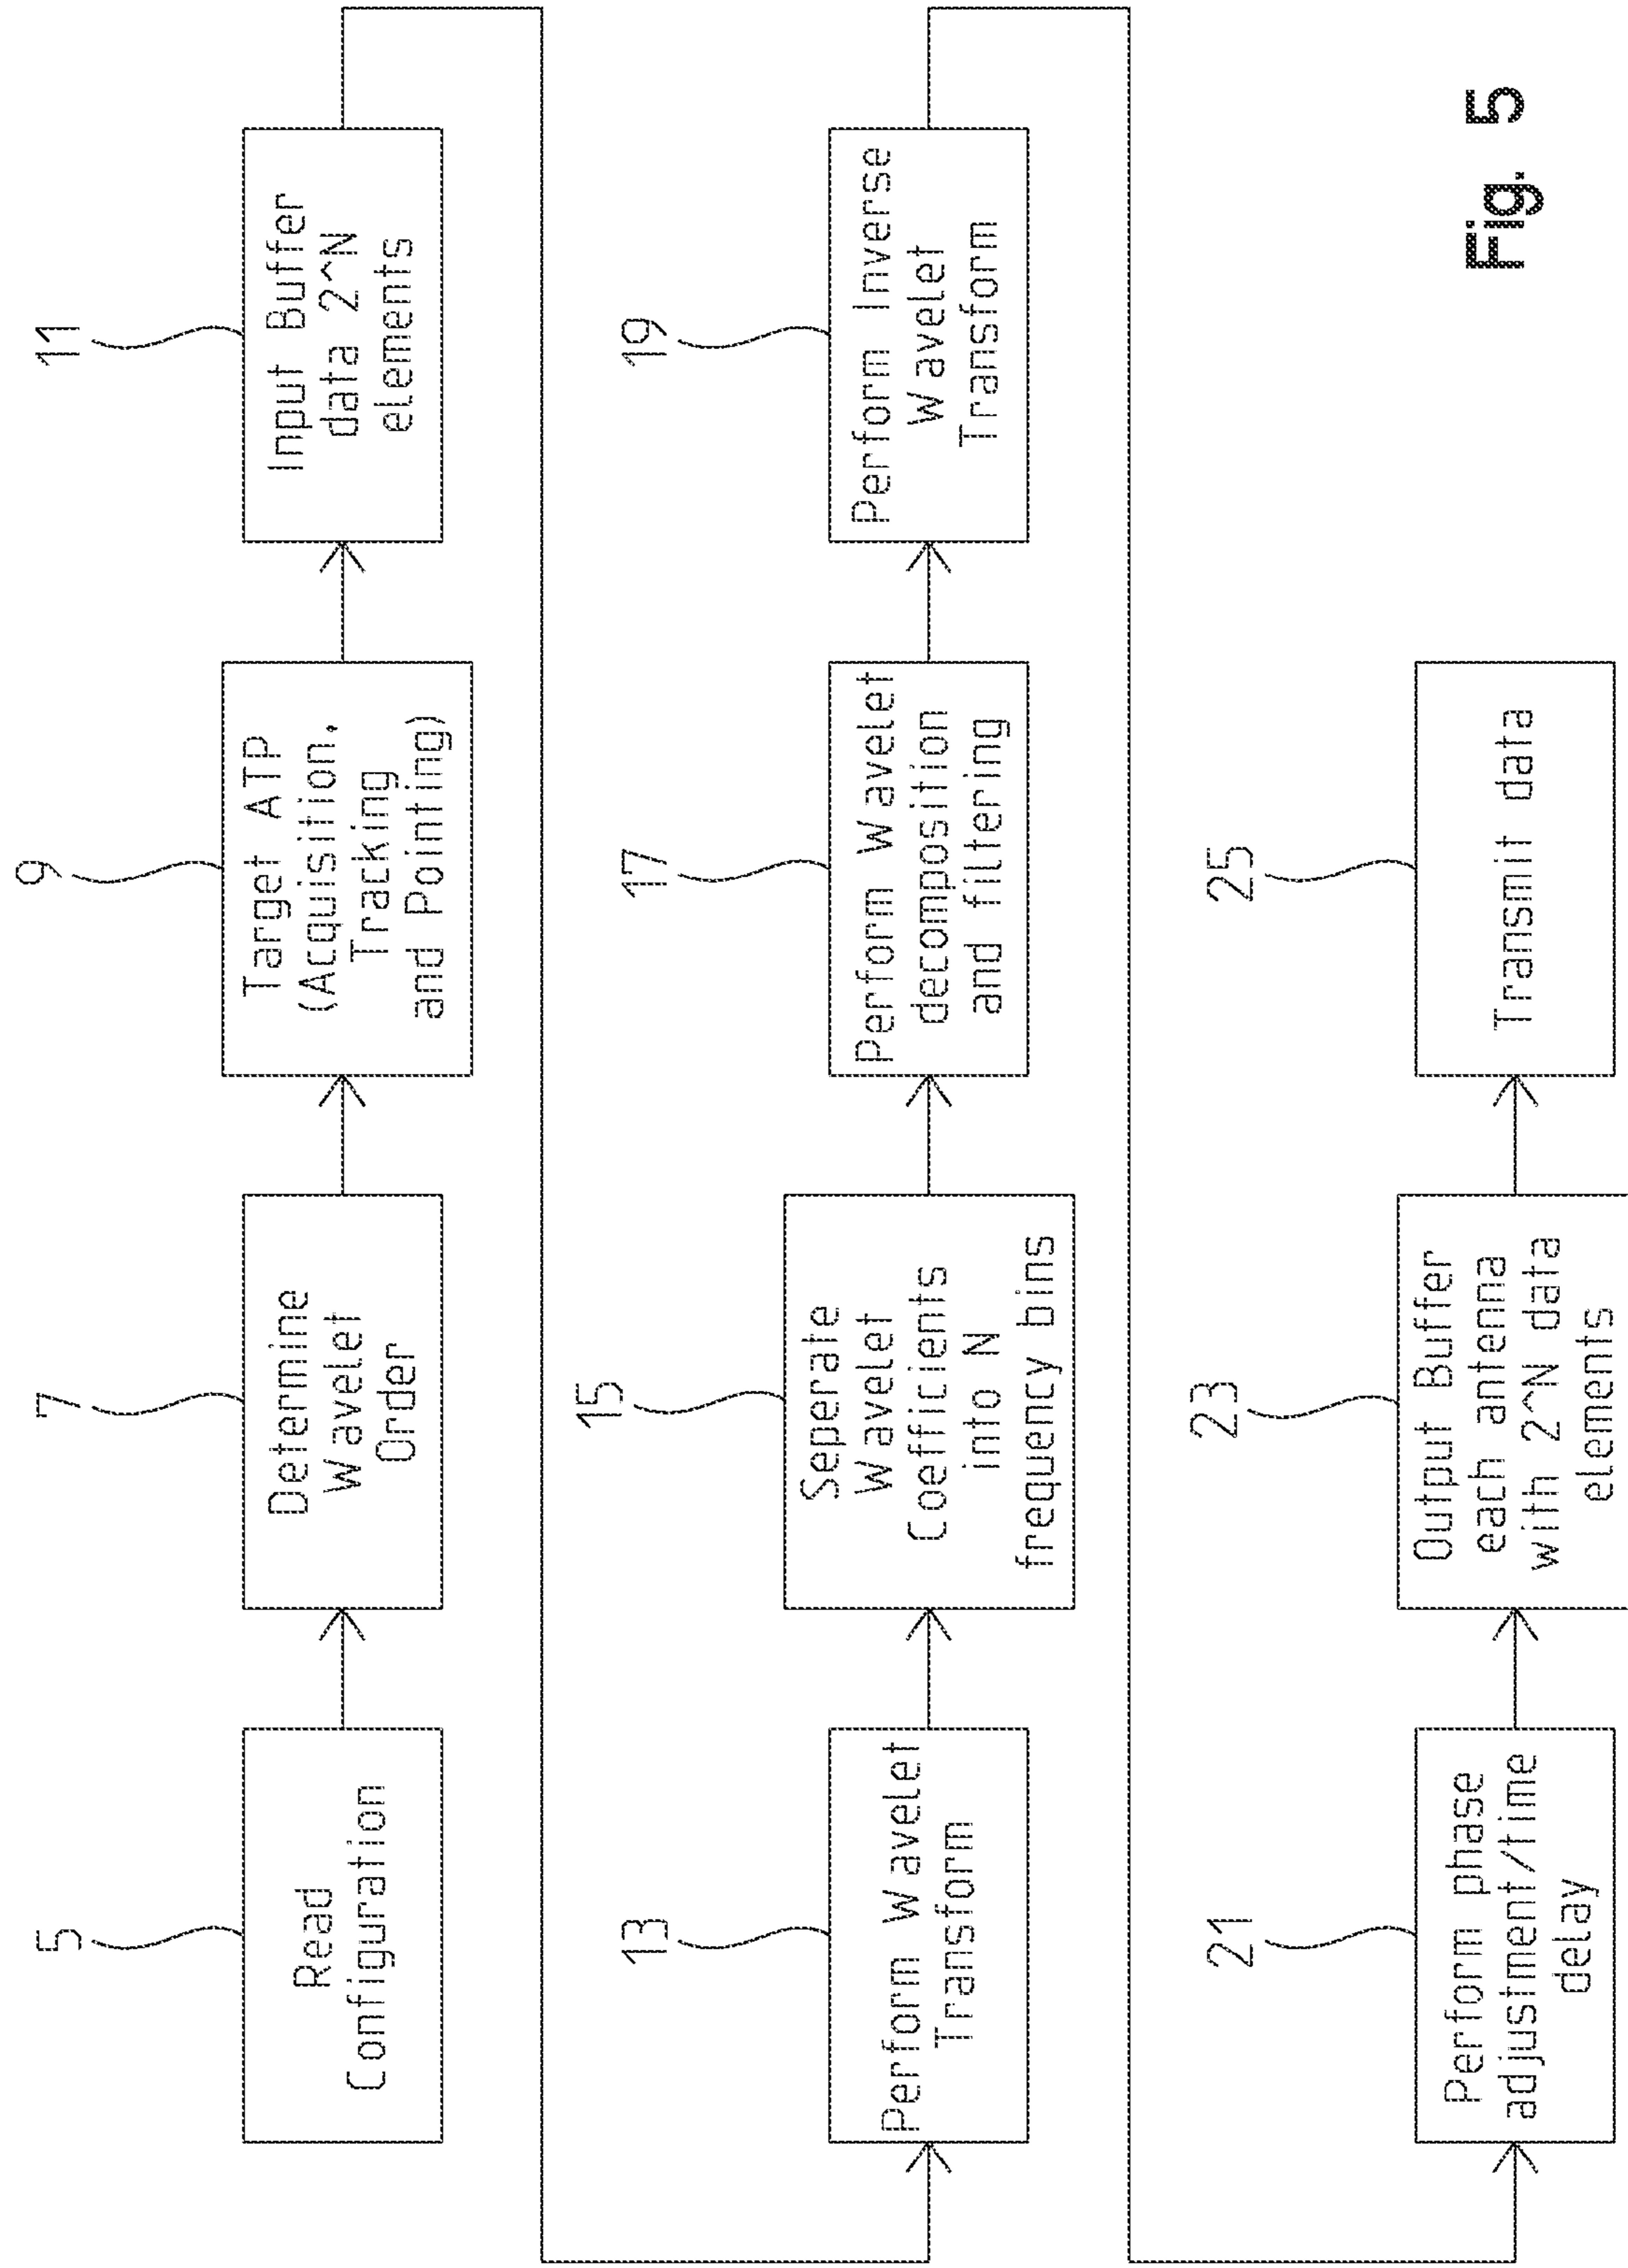 5
Read
Configuration
7
Determine
Wavelet
Order
9
Target ATP
(Acquisition,
Tracking
and Pointing)
11
Input Buffer
data 2^N
elements
13
Perform Wavelet
Transform
15
Seperate
Wavelet
Coefficients
into N
frequency bins
17
Perform Wavelet
decomposition
and filtering
19
Perform Inverse
Wavelet
Transform
21
Perform phase
adjustment/time
delay
23
Output Buffer
each antenna
with 2^N data
elements
25
Transmit data
Fig. 5